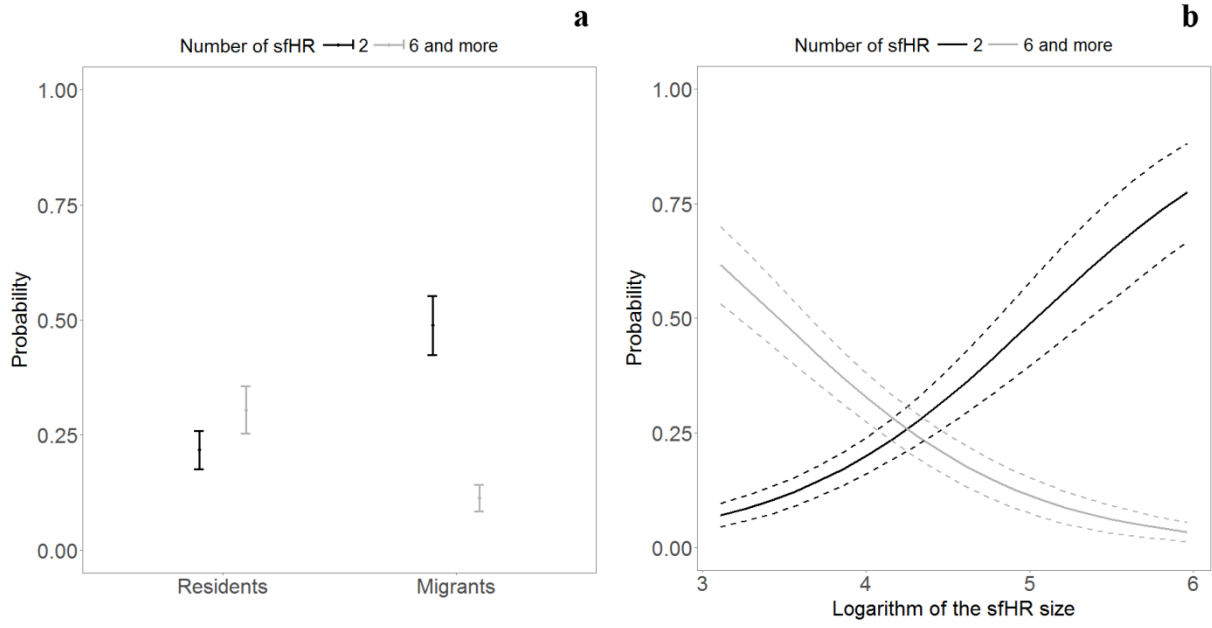 a
Number of sfHR 2 6 and more
1.00
0.75
0.50
0.25
0.00
Probability
Residents Migrants
b
Number of sfHR 2 6 and more
1.00
0.75
0.50
0.25
0.00
Probability
3 4 5 6
Logarithm of the sfHR size